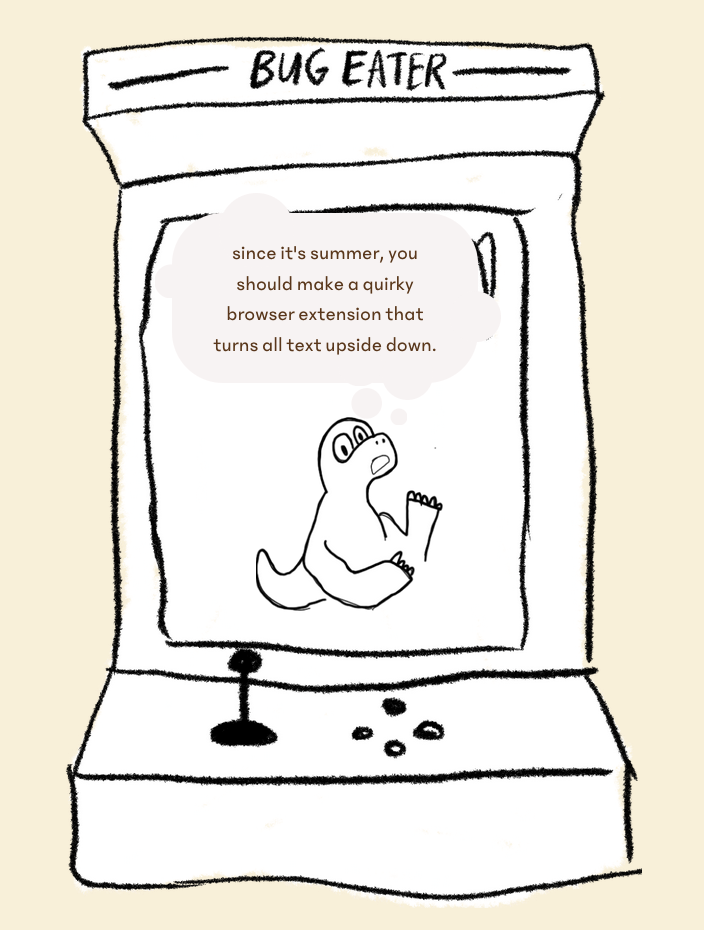 BUG EATER
since it's summer, you
should make a quirky
browser extension that
turns all text upside down.